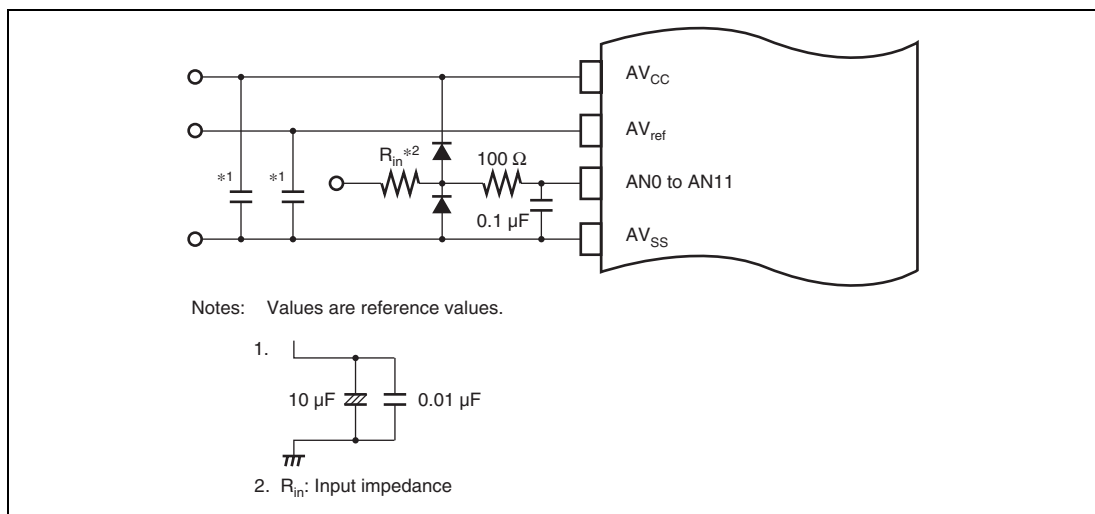 AVCC
AVref
Rin*2
100 Ω
*1
*1
AN0 to AN11
0.1 µF
AVSS
Notes: Values are reference values.
1.
10 µF
0.01 µF
2. Rin: Input impedance